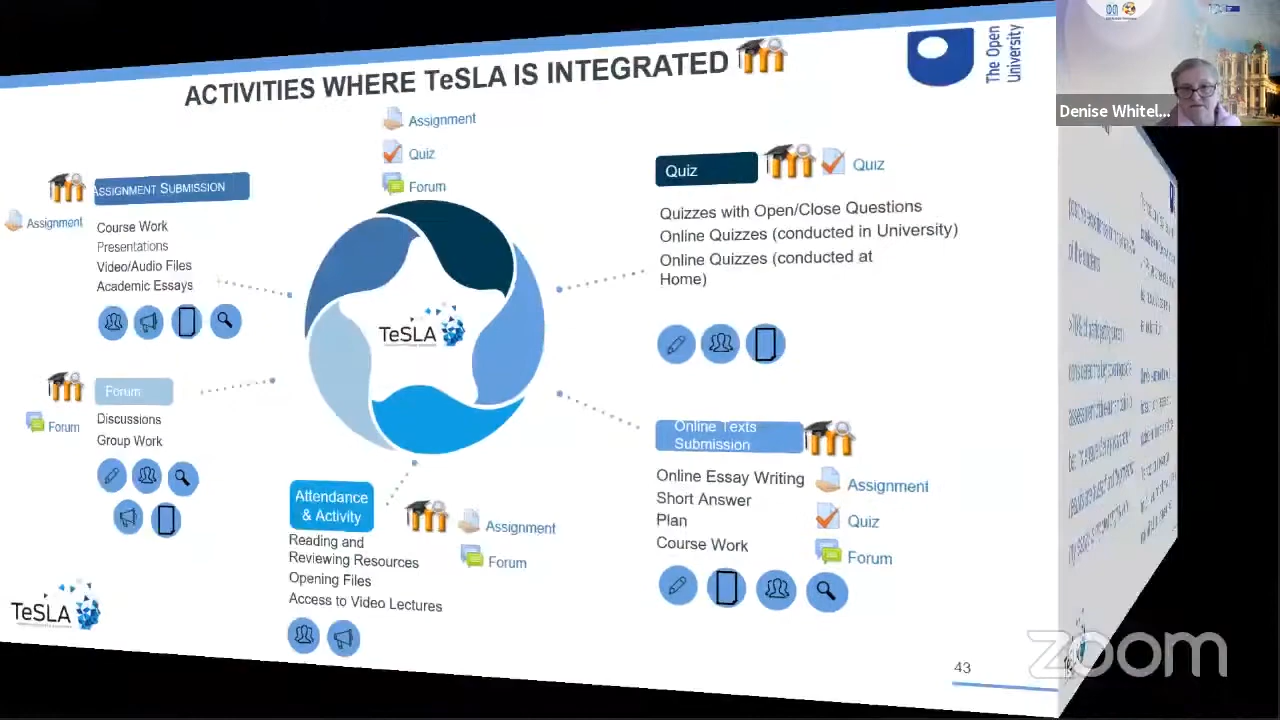 ACTIVITIES WHERE TeSLA IS INTEGRATED
The Open
University
Denise Whitel...
Assignment
Quiz
Forum
ASSIGNMENT SUBMISSION
Assignment
Course Work
Presentations
Video/Audio Files
Academic Essays
Quiz
Quiz
Quizzes with Open/Close Questions
Online Quizzes (conducted in University)
Online Quizzes (conducted at
Home)
TeSLA
Forum
Forum
Discussions
Group Work
Attendance
& Activity
Assignment
Forum
Reading and
Reviewing Resources
Opening Files
Access to Video Lectures
Online Texts
Submission
Online Essay Writing
Short Answer
Plan
Course Work
Assignment
Quiz
Forum
TeSLA
43
zoom